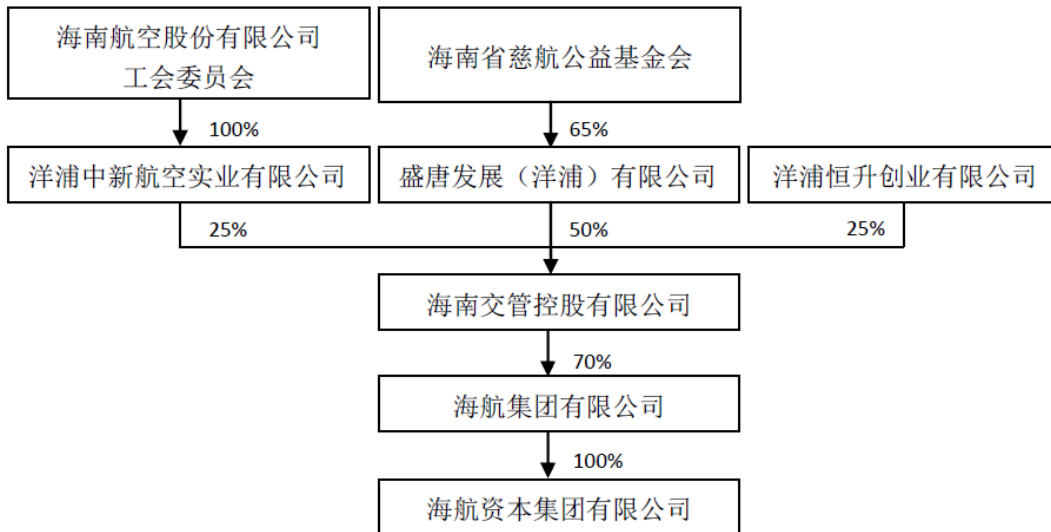 海南航空股份有限公司
工会委员会
海南省慈航公益基金会
100%
65%
洋浦中新航空实业有限公司
盛唐发展（洋浦）有限公司
洋浦恒升创业有限公司
25%
50%
25%
海南交管控股有限公司
70%
海航集团有限公司
100%
海航资本集团有限公司